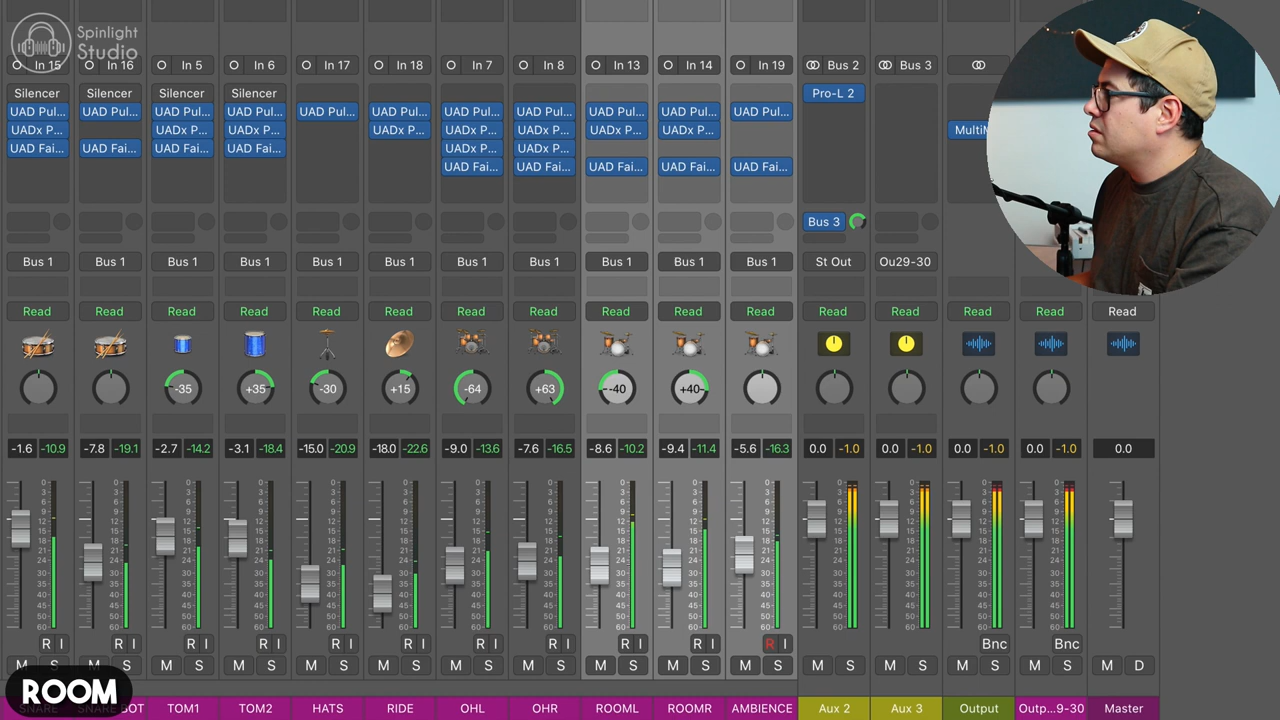 Spinlight
Studio
In 15 In 16 In 5 In 6 In 17 In 18 In 7 In 8 In 13 In 14 In 19 Bus 2 Bus 3
Silencer Silencer Silencer Silencer Pro-L 2
UAD Pul... UAD Pul... UAD Pul... UAD Pul... UAD Pul... UAD Pul... UAD Pul... UAD Pul... UAD Pul... UAD Pul... UAD Pul...
UADx P... UADx P... UADx P... UADx P... UADx P... UADx P... UADx P... UADx P...
UAD Fai... UAD Fai... UAD Fai... UAD Fai... UADx P... UADx P...
UAD Fai... UAD Fai... UAD Fai... UAD Fai... UAD Fai...
Bus 3
Bus 1 Bus 1 Bus 1 Bus 1 Bus 1 Bus 1 Bus 1 Bus 1 Bus 1 Bus 1 Bus 1 St Out Ou29-30
Read Read Read Read Read Read Read Read Read Read Read Read Read Read Read Read
-35 +35 -30 +15 -64 +63 -40 +40
-1.6 -10.9 -7.8 -19.1 -2.7 -14.2 -3.1 -18.4 -15.0 -20.9 -18.0 -22.6 -9.0 -13.6 -7.6 -16.5 -8.6 -10.2 -9.4 -11.4 -5.6 -16.3 0.0 -1.0 0.0 -1.0 0.0 -1.0 0.0 -1.0 0.0
R I R I R I R I R I R I R I R I R I R I R I Bnc Bnc
M S M S M S M S M S M S M S M S M S M S M S M S M S M S M S M D
ROOM
SNARE SNARE BOT TOM1 TOM2 HATS RIDE OHL OHR ROOML ROOMR AMBIENCE Aux 2 Aux 3 Output Outp...9-30 Master